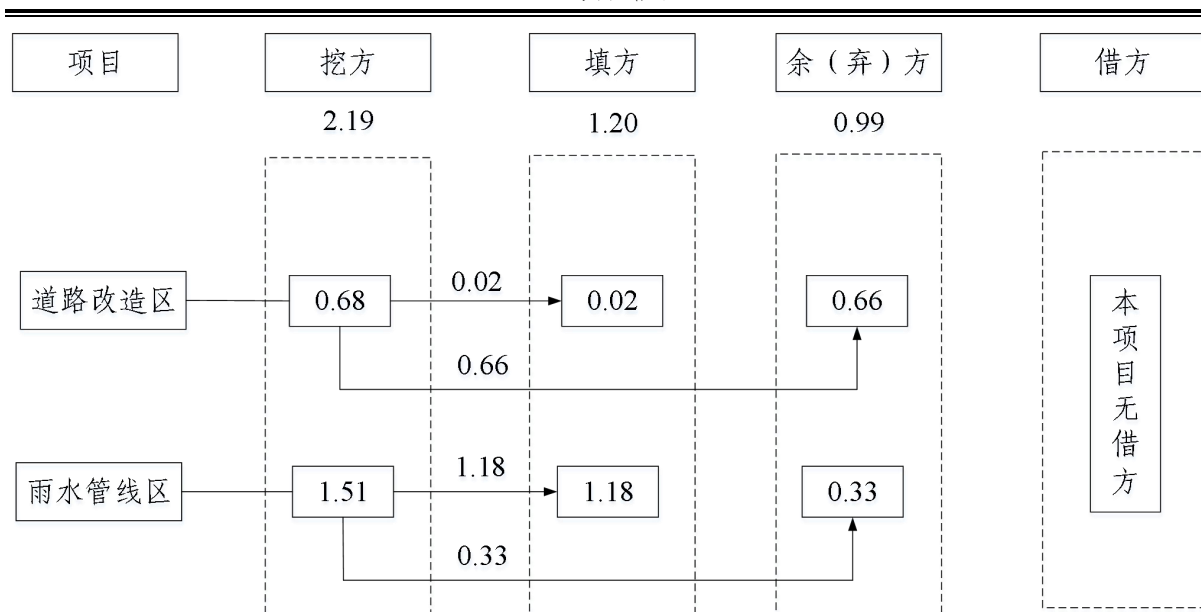 项目 挖方 填方 余（弃）方 借方
2.19 1.20 0.99
道路改造区 0.68 0.02 0.02 0.66
0.66
雨水管线区 1.51 1.18 1.18 0.33
0.33
本项目无借方